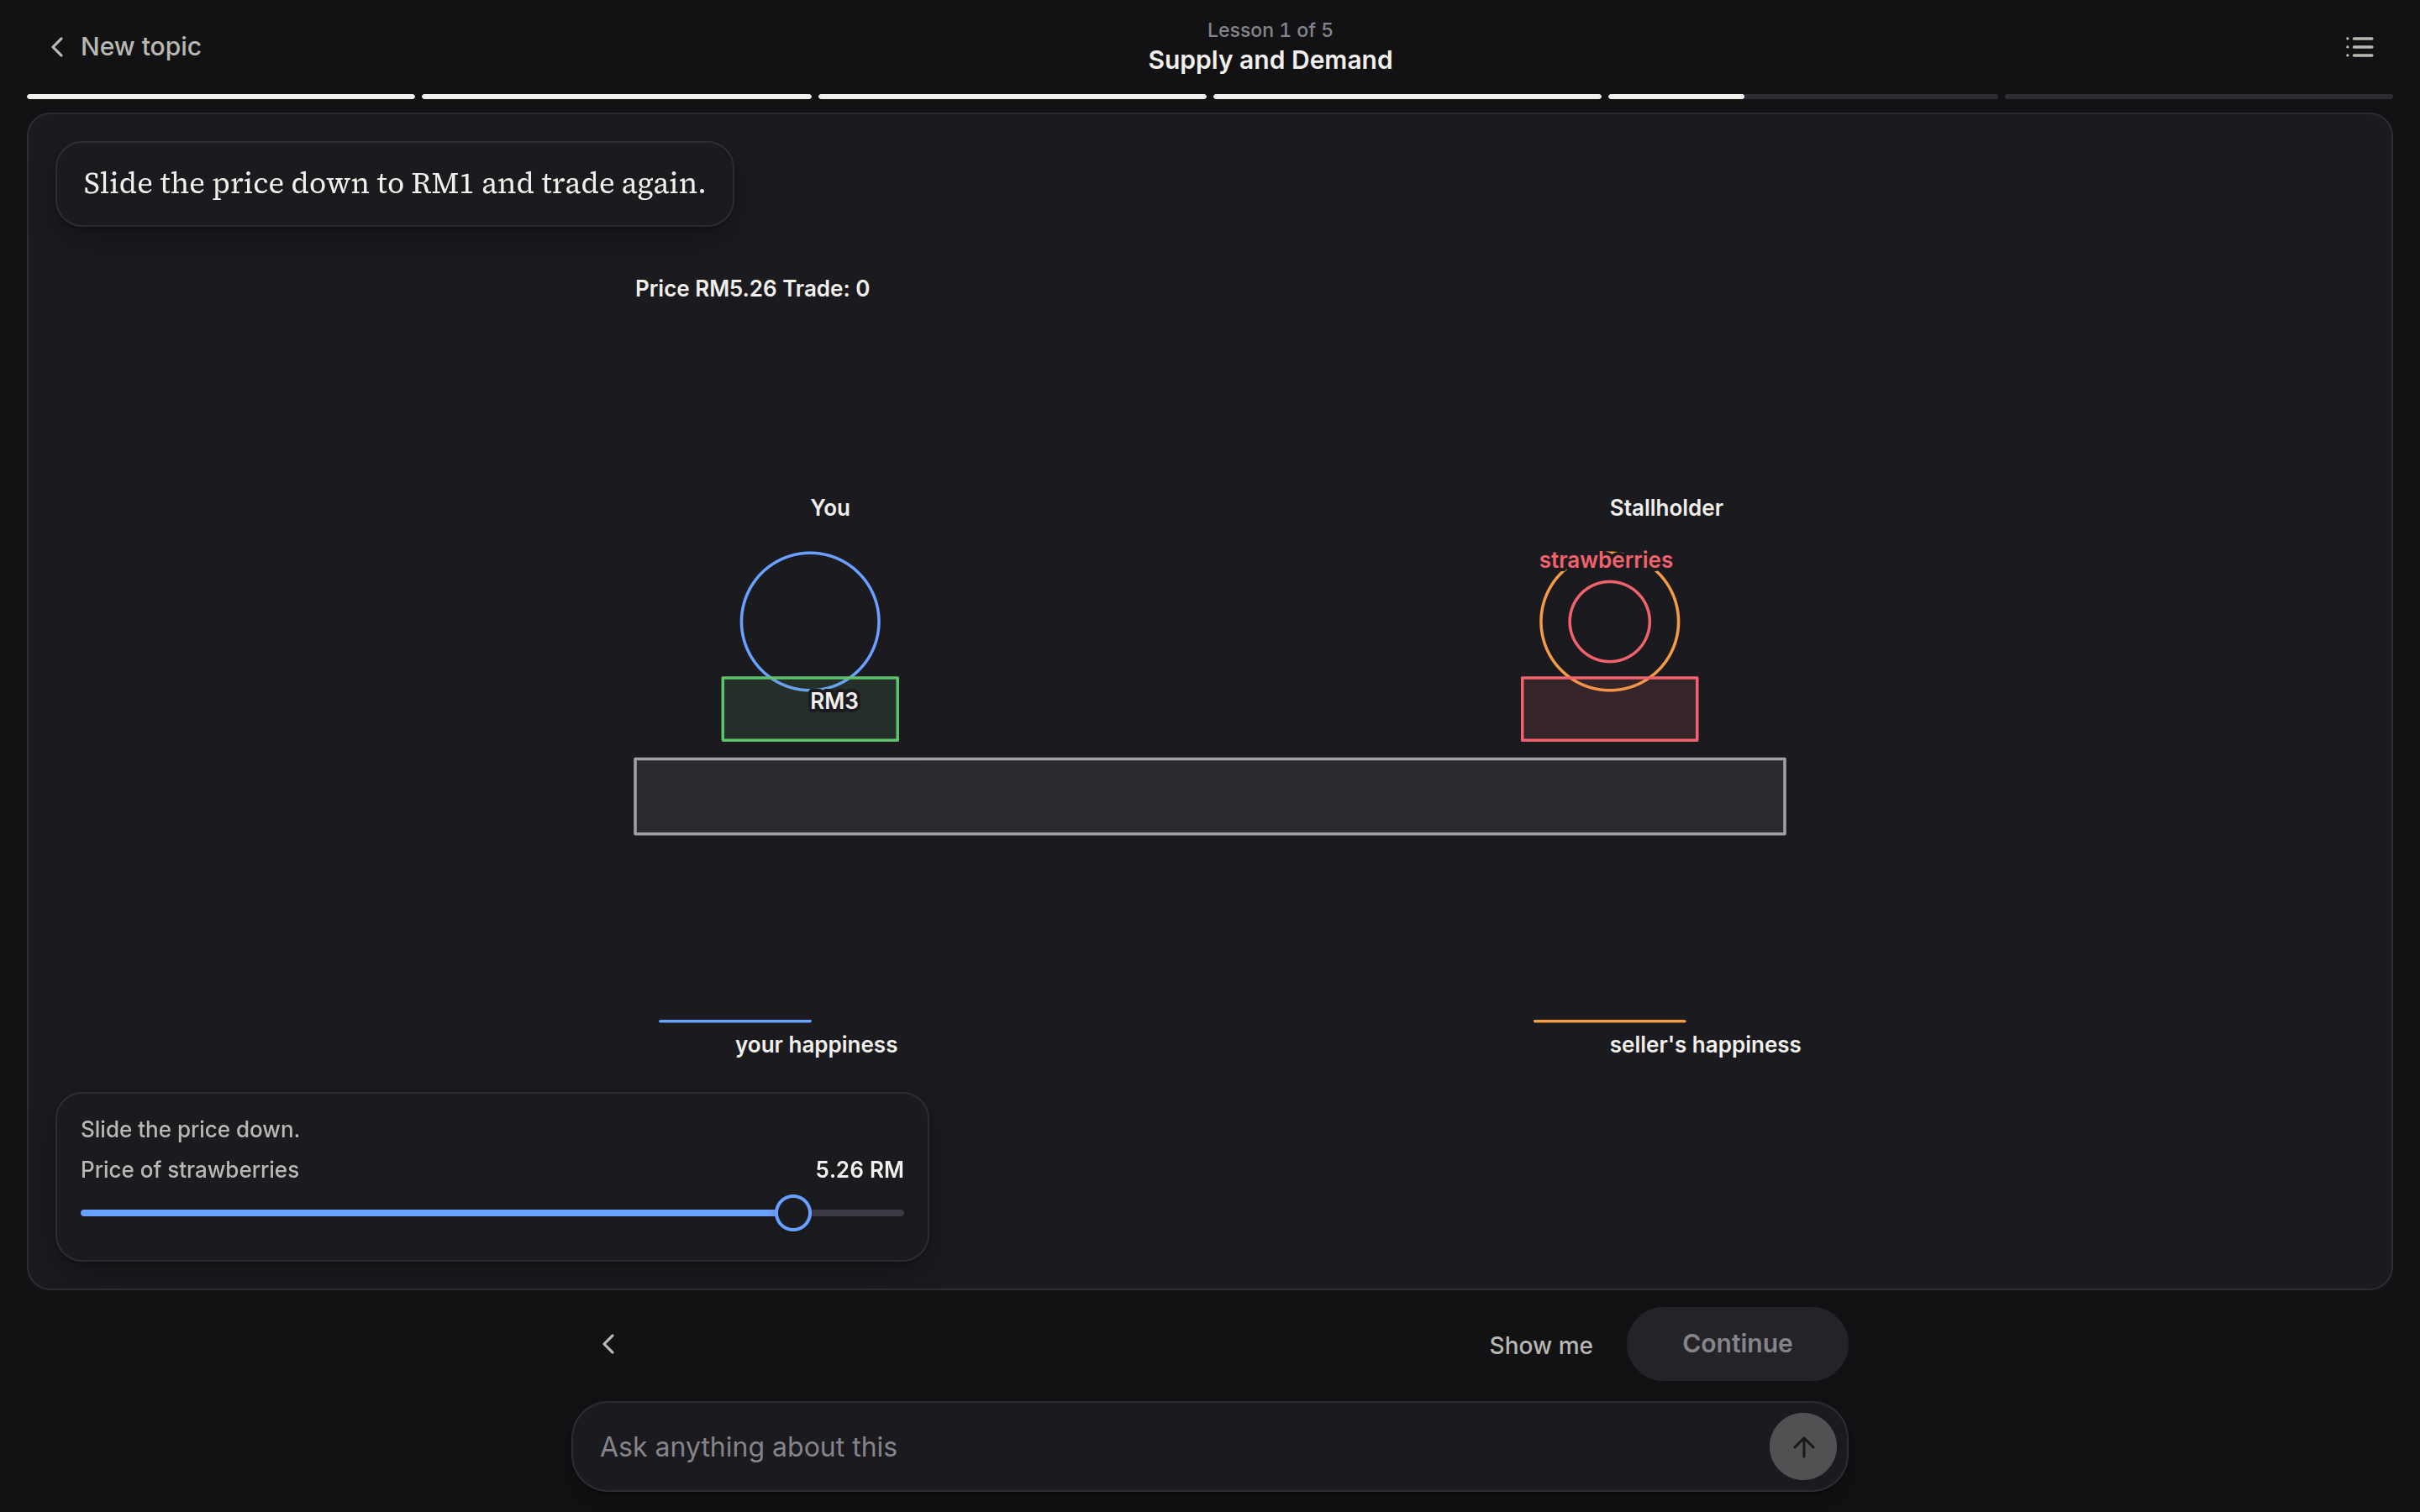 New topic
Lesson 1 of 5
Supply and Demand
Slide the price down to RM1 and trade again.
Price RM5.26 Trade: 0
You
Stallholder
strawberries
RM3
your happiness
seller's happiness
Slide the price down.
Price of strawberries
5.26 RM
Show me
Continue
Ask anything about this